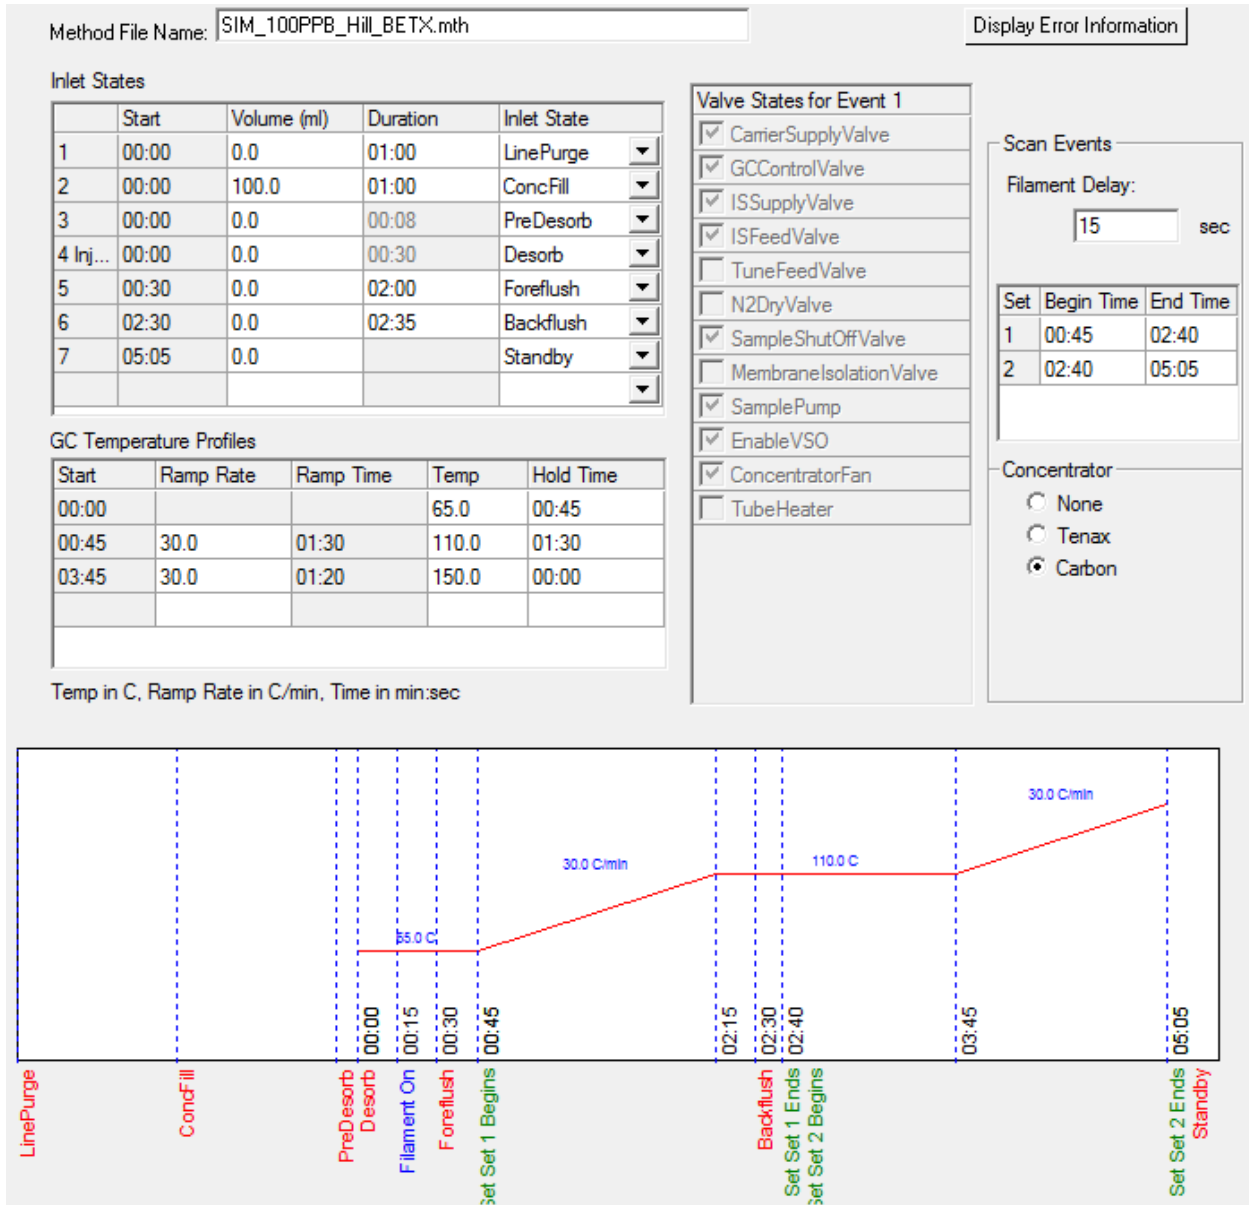 Method File Name: SIM_100PPB_Hill_BETX.mth
Display Error Information
Inlet States
Start Volume (ml) Duration Inlet State
1 00:00 0.0 01:00 LinePurge
2 00:00 100.0 01:00 ConcFill
3 00:00 0.0 00:08 PreDesorb
4 Inj... 00:00 0.0 00:30 Desorb
5 00:30 0.0 02:00 Foreflush
6 02:30 0.0 02:35 Backflush
7 05:05 0.0 Standby
GC Temperature Profiles
Start Ramp Rate Ramp Time Temp Hold Time
00:00 65.0 00:45
00:45 30.0 01:30 110.0 01:30
03:45 30.0 01:20 150.0 00:00
Temp in C, Ramp Rate in C/min, Time in min:sec
Valve States for Event 1
CarrierSupplyValve
GCControlValve
ISSupplyValve
ISFeedValve
TuneFeedValve
N2DryValve
SampleShutOffValve
MembraneIsolationValve
SamplePump
EnableVSO
ConcentratorFan
TubeHeater
Scan Events
Filament Delay:
15 sec
Set Begin Time End Time
1 00:45 02:40
2 02:40 05:05
Concentrator
None
Tenax
Carbon
30.0 C/min
30.0 C/min
110.0 C
65.0 C
00:00
00:15
00:30
00:45
02:15
02:30
02:40
03:45
05:05
LinePurge
ConcFill
PreDesorb
Desorb
Filament On
Foreflush
Set Set 1 Begins
Backflush
Set Set 1 Ends
Set Set 2 Begins
Set Set 2 Ends
Standby